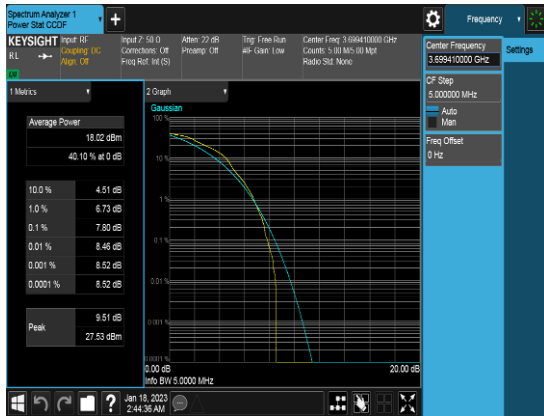 Spectrum Analyzer 1
Power Stat CCDF
Frequency
KEYSIGHT
Input: RF
Coupling: DC
Align: Off
Input Z: 50 Ω
Corrections: Off
Freq Ref: Int (S)
Atten: 22 dB
Preamp: Off
Trig: Free Run
#IF Gain: Low
Center Freq: 3.699410000 GHz
Counts: 5.00 M/5.00 Mpt
Radio Std: None
R L
Center Frequency
3.699410000 GHz
Settings
CF Step
5.000000 MHz
Auto
Man
Freq Offset
0 Hz
1 Metrics
Average Power
18.02 dBm
40.10 % at 0 dB
10.0 % 4.51 dB
1.0 % 6.73 dB
0.1 % 7.80 dB
0.01 % 8.46 dB
0.001 % 8.52 dB
0.0001 % 8.52 dB
Peak
9.51 dB
27.53 dBm
2 Graph
Gaussian
100 %
10 %
1 %
0.1 %
0.01 %
0.001 %
0.0001 %
0.00 dB
20.00 dB
Info BW 5.0000 MHz
?
Jan 18, 2023
2:44:36 AM